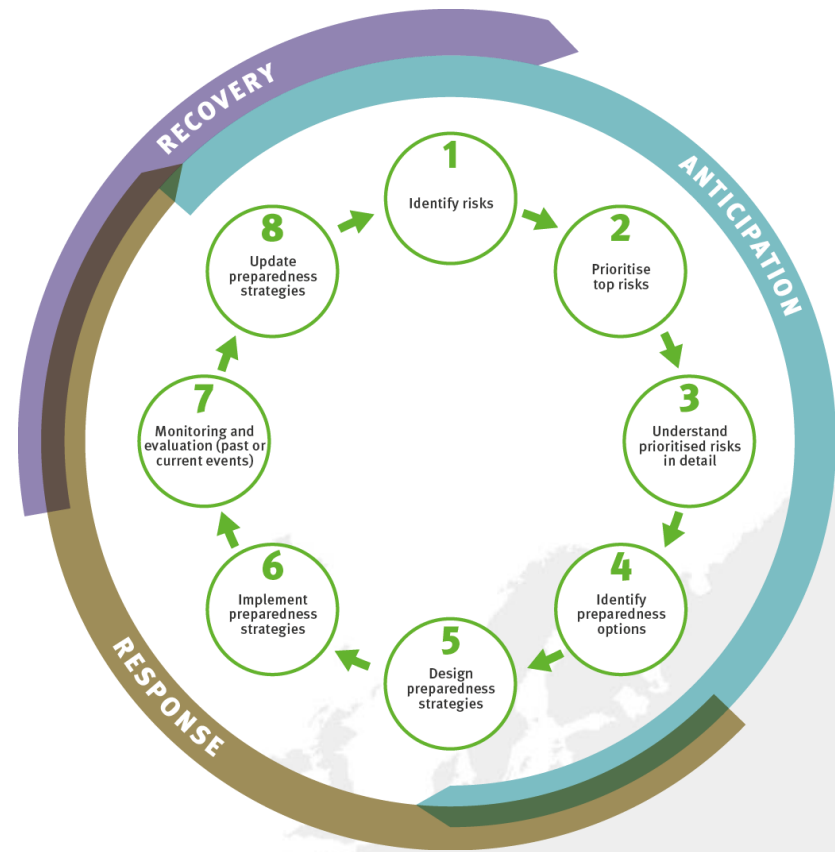 RECOVERY
ANTICIPATION
RESPONSE
1
Identify risks
2
Prioritise
top risks
3
Understand
prioritised risks
in detail
4
Identify
preparedness
options
5
Design
preparedness
strategies
6
Implement
preparedness
strategies
7
Monitoring and
evaluation (past or
current events)
8
Update
preparedness
strategies